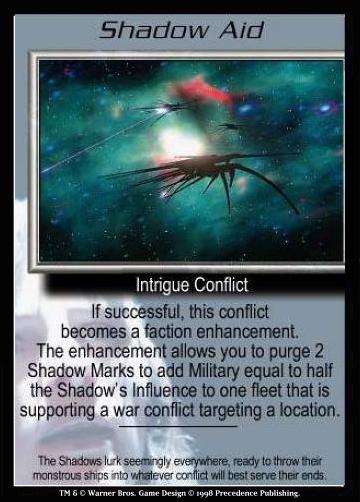 Shadow Aid
Intrigue Conflict
If successful, this conflict
becomes a faction enhancement.
The enhancement allows you to purge 2
Shadow Marks to add Military equal to half
the Shadow's Influence to one fleet that is
supporting a war conflict targeting a location.
The Shadows lurk seemingly everywhere, ready to throw their
monstrous ships into whatever conflict will best serve their ends.
TM & © Warner Bros. Game Design © 1998 Precedence Publishing.